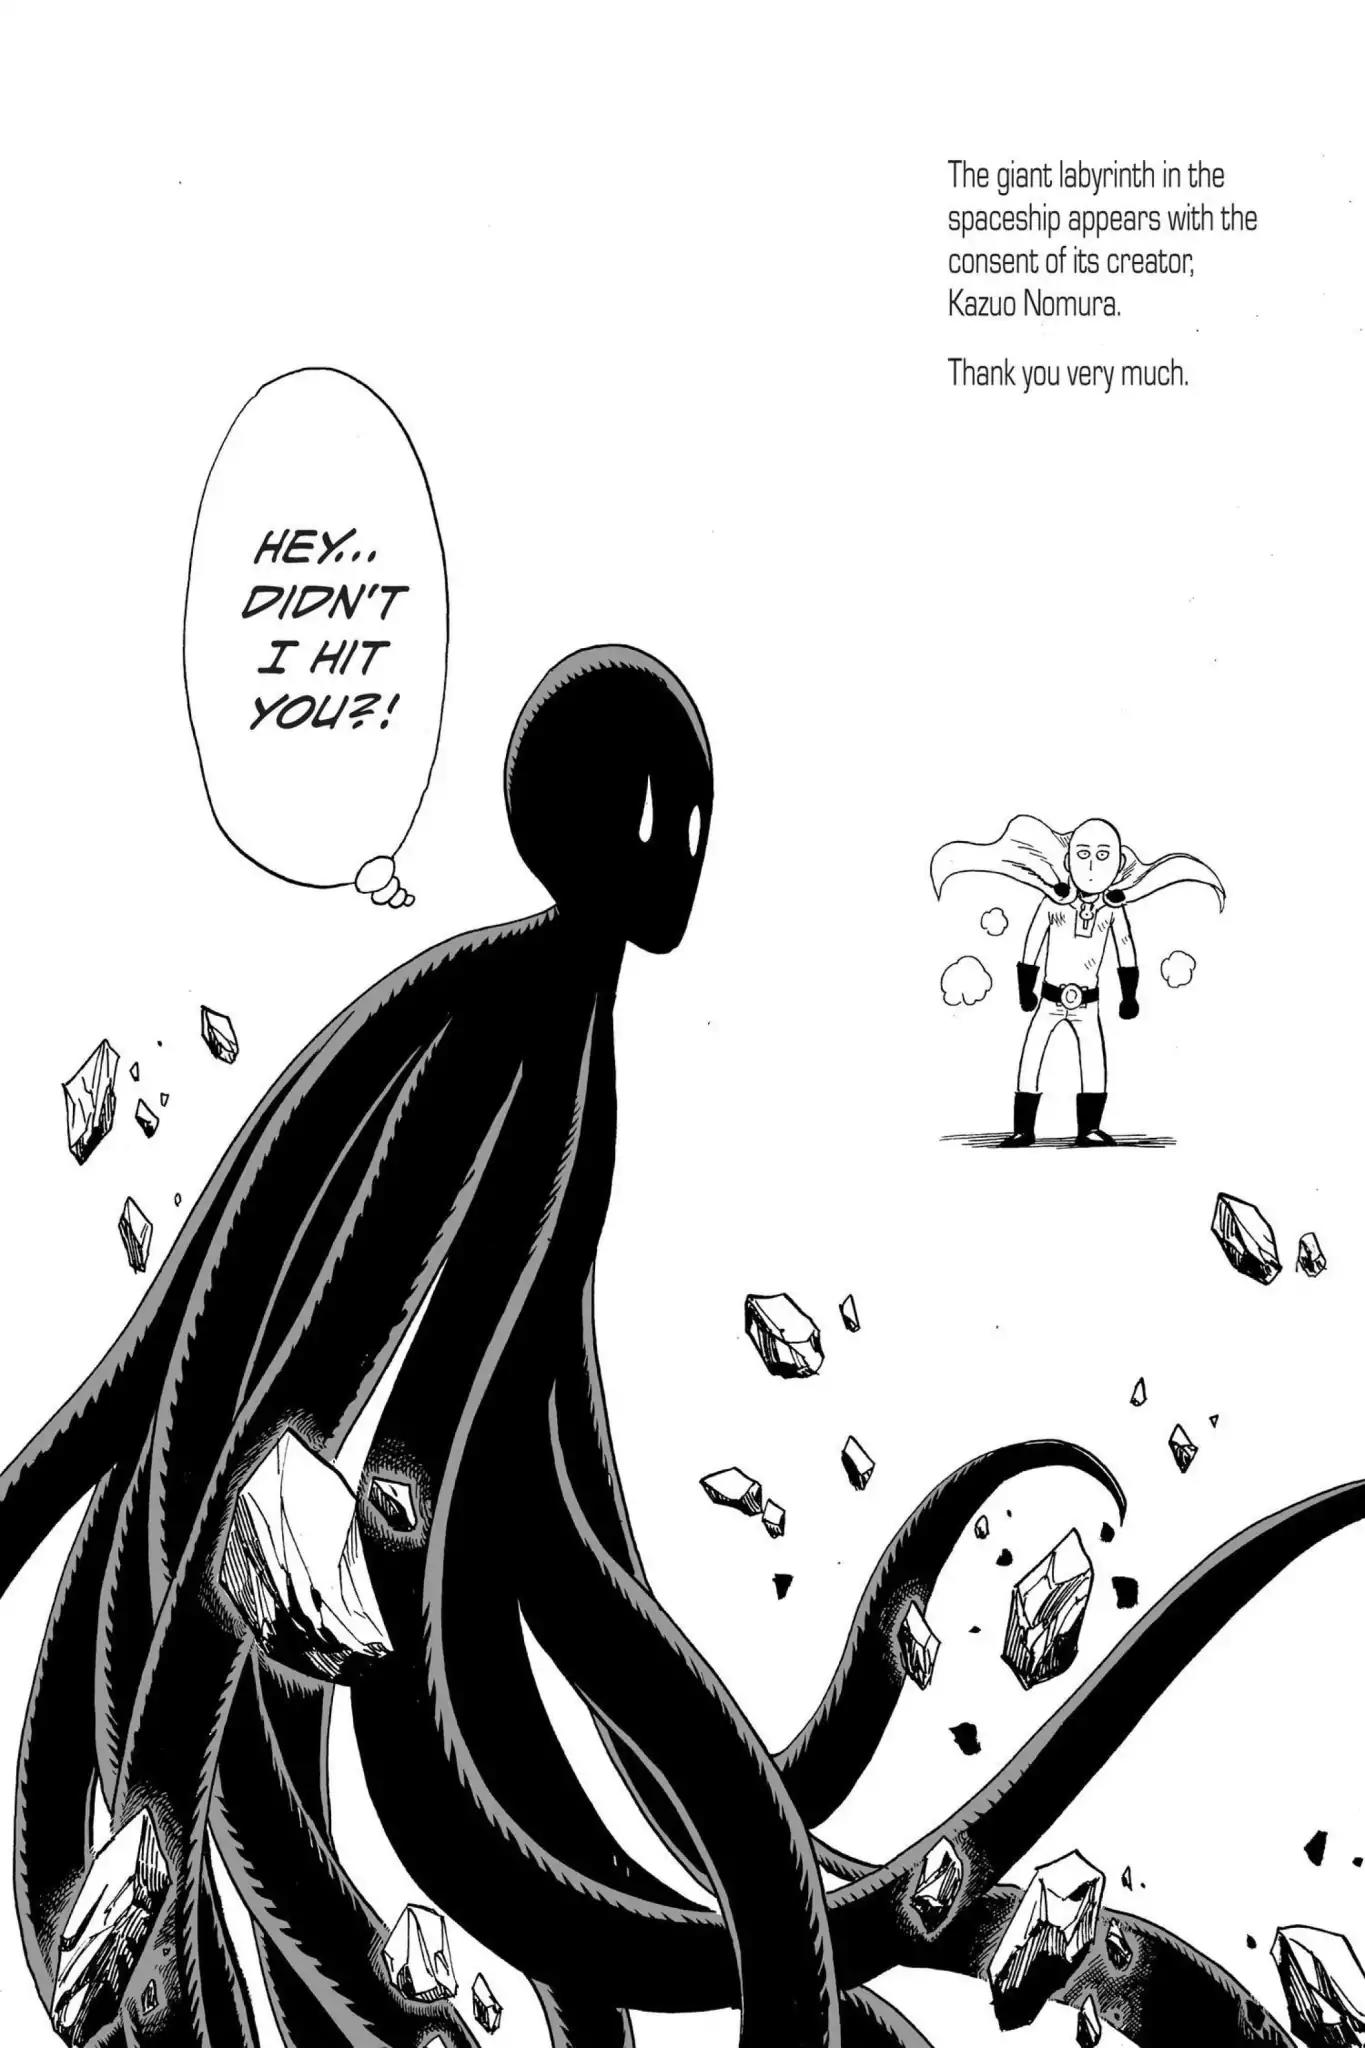 The giant labyrinth in the
spaceship appears with the
consent of its creator,
Kazuo Nomura.
Thank you very much.
HEY...
DIDN'T
I HIT
YOU?!